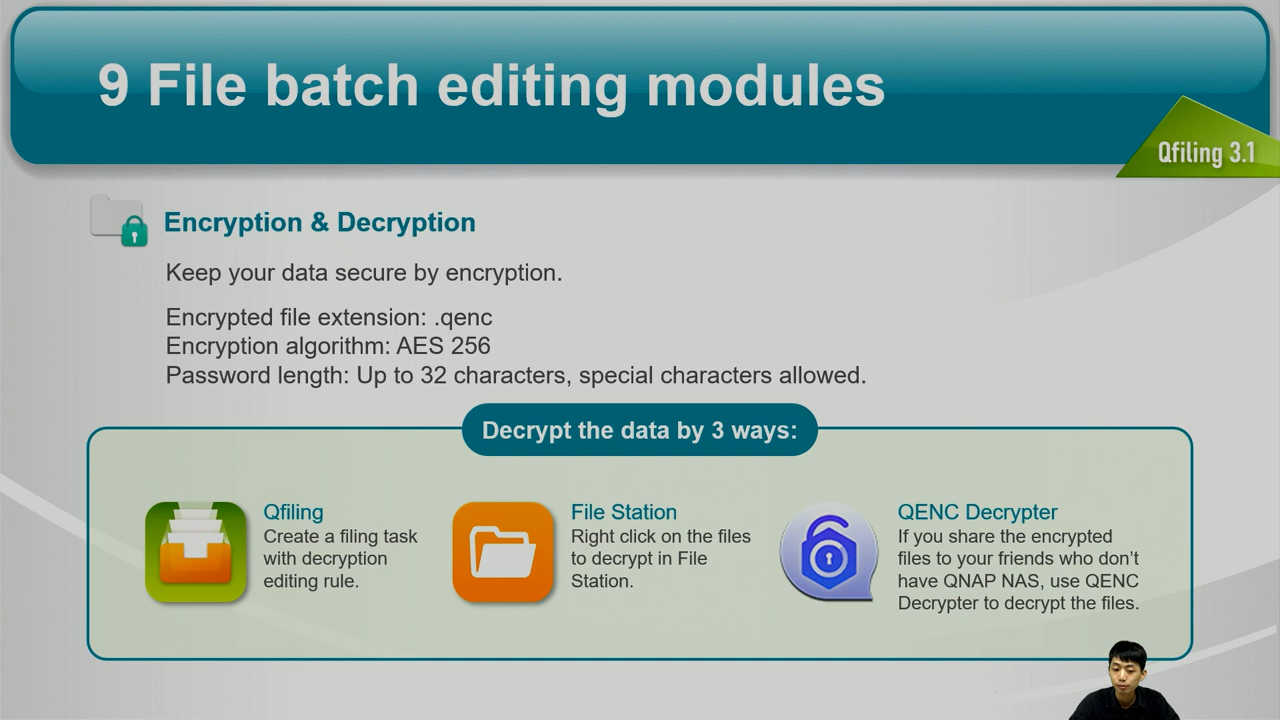 9 File batch editing modules
Qfiling 3.1
Encryption & Decryption
Keep your data secure by encryption.
Encrypted file extension: .qenc
Encryption algorithm: AES 256
Password length: Up to 32 characters, special characters allowed.
Decrypt the data by 3 ways:
Qfiling
Create a filing task
with decryption
editing rule.
File Station
Right click on the files
to decrypt in File
Station.
QENC Decrypter
If you share the encrypted
files to your friends who don’t
have QNAP NAS, use QENC
Decrypter to decrypt the files.